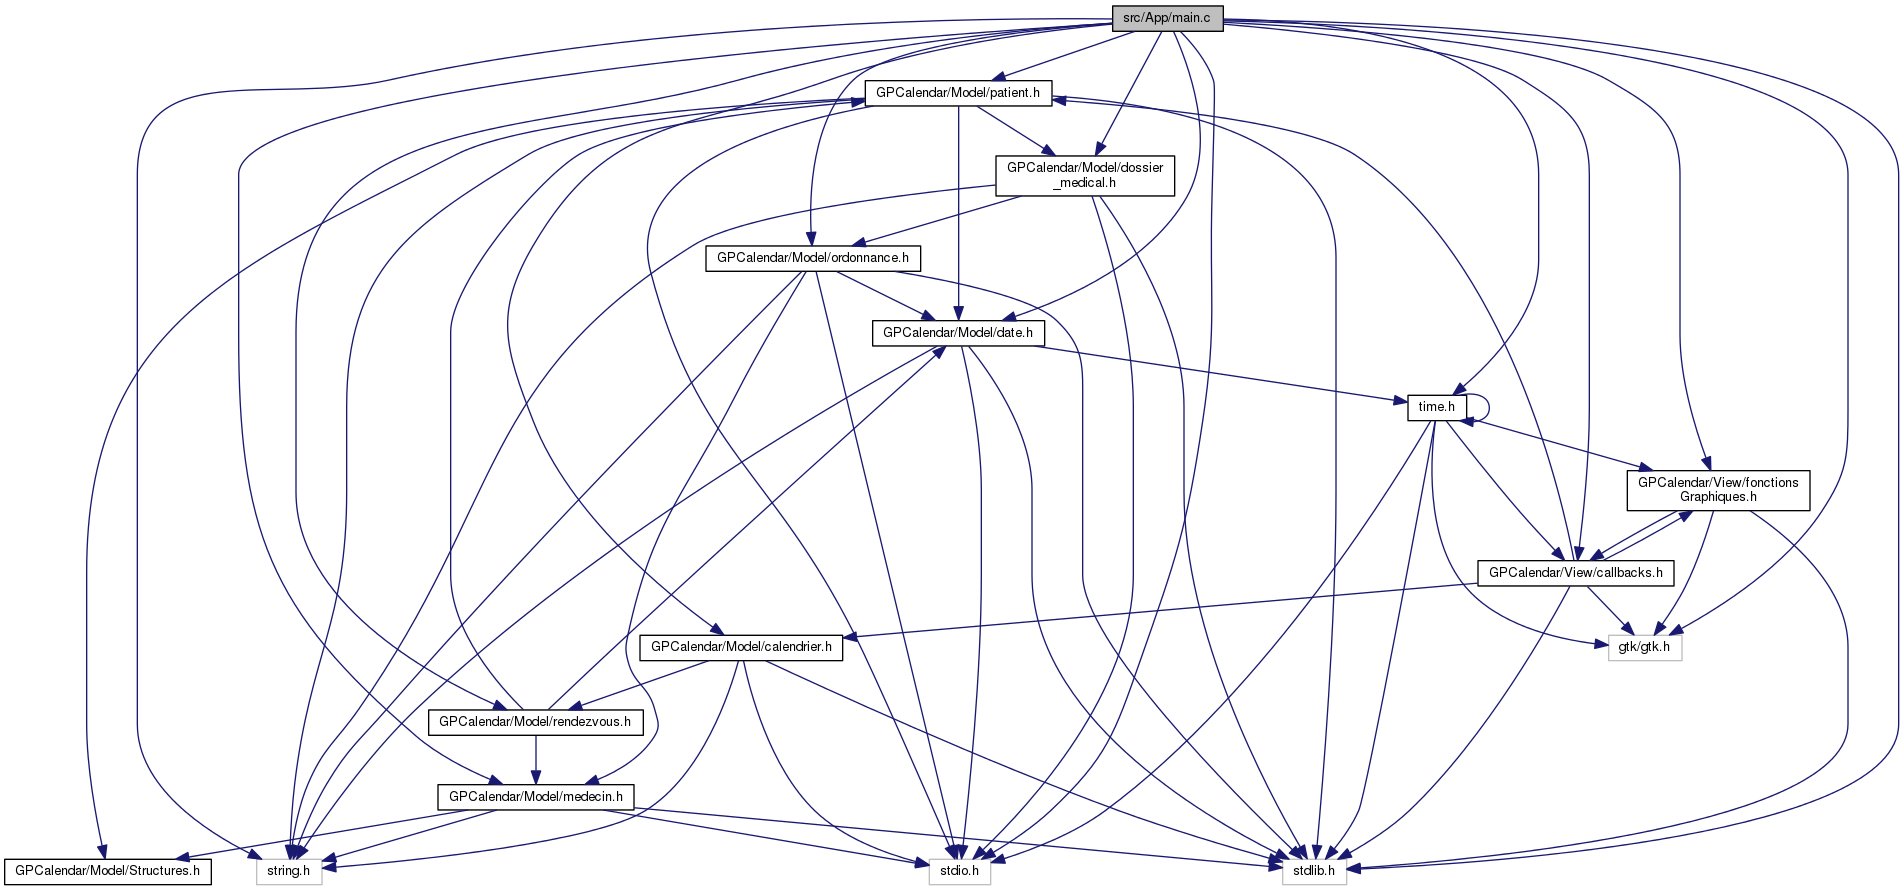 src/App/main.c
GPCalendar/Model/patient.h
GPCalendar/Model/dossier
_medical.h
GPCalendar/Model/ordonnance.h
GPCalendar/Model/date.h
time.h
GPCalendar/View/fonctions
Graphiques.h
GPCalendar/View/callbacks.h
GPCalendar/Model/calendrier.h
gtk/gtk.h
GPCalendar/Model/rendezvous.h
GPCalendar/Model/medecin.h
GPCalendar/Model/Structures.h
string.h
stdio.h
stdlib.h